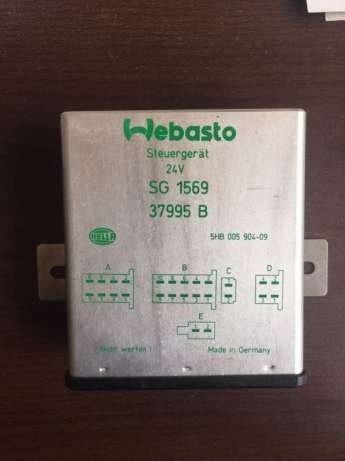 Webasto
Steuergerät
24V
SG 1569
37995 B
HELLA
5HB 005 904-09
A
B
C
D
E
Nicht werfen !
Made in Germany